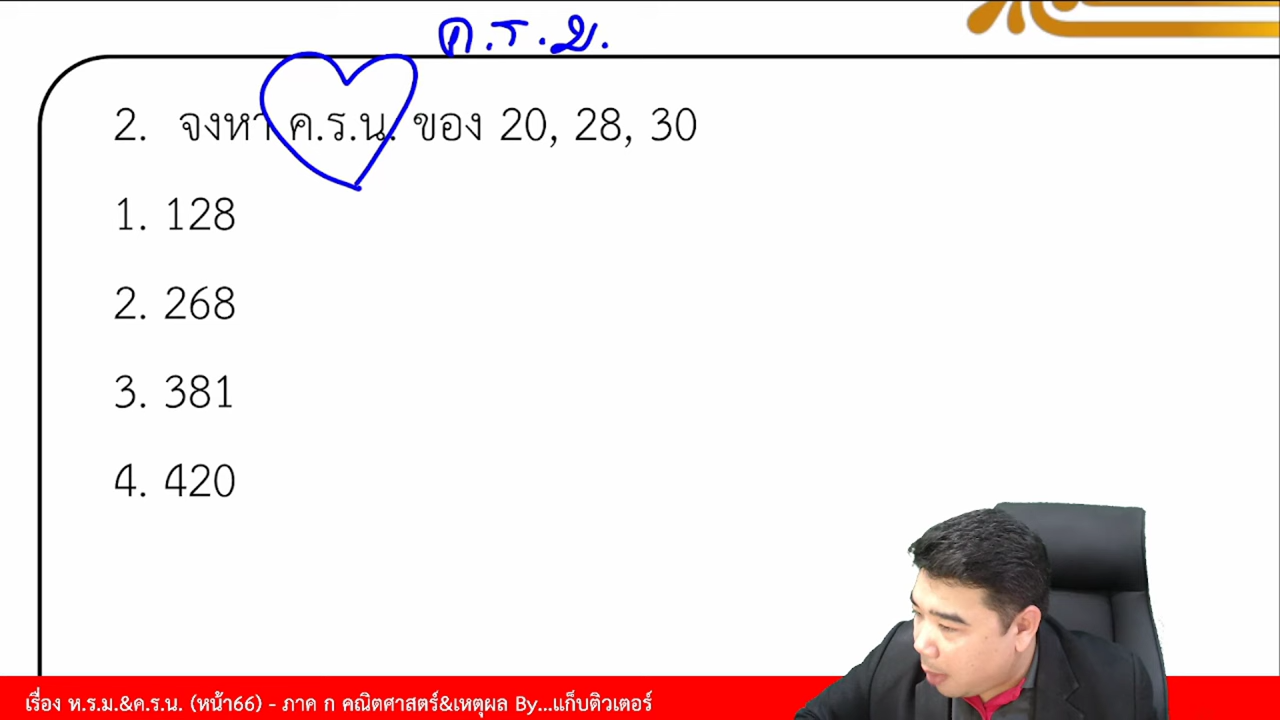 ค.ร.ม.
2. จงหา ค.ร.น. ของ 20, 28, 30
1. 128
2. 268
3. 381
4. 420
เรื่อง ห.ร.ม.&ค.ร.น. (หน้า66) - ภาค ก คณิตศาสตร์&เหตุผล By...แก็บติวเตอร์